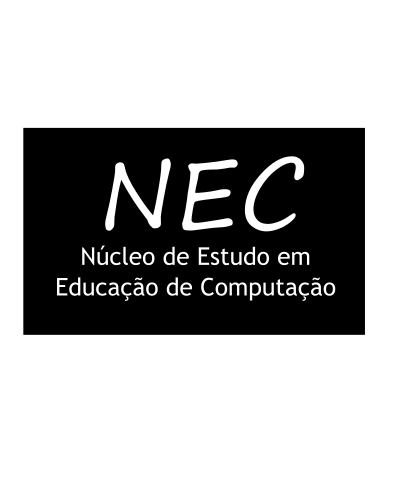 NEC
Núcleo de Estudo em
Educação de Computação